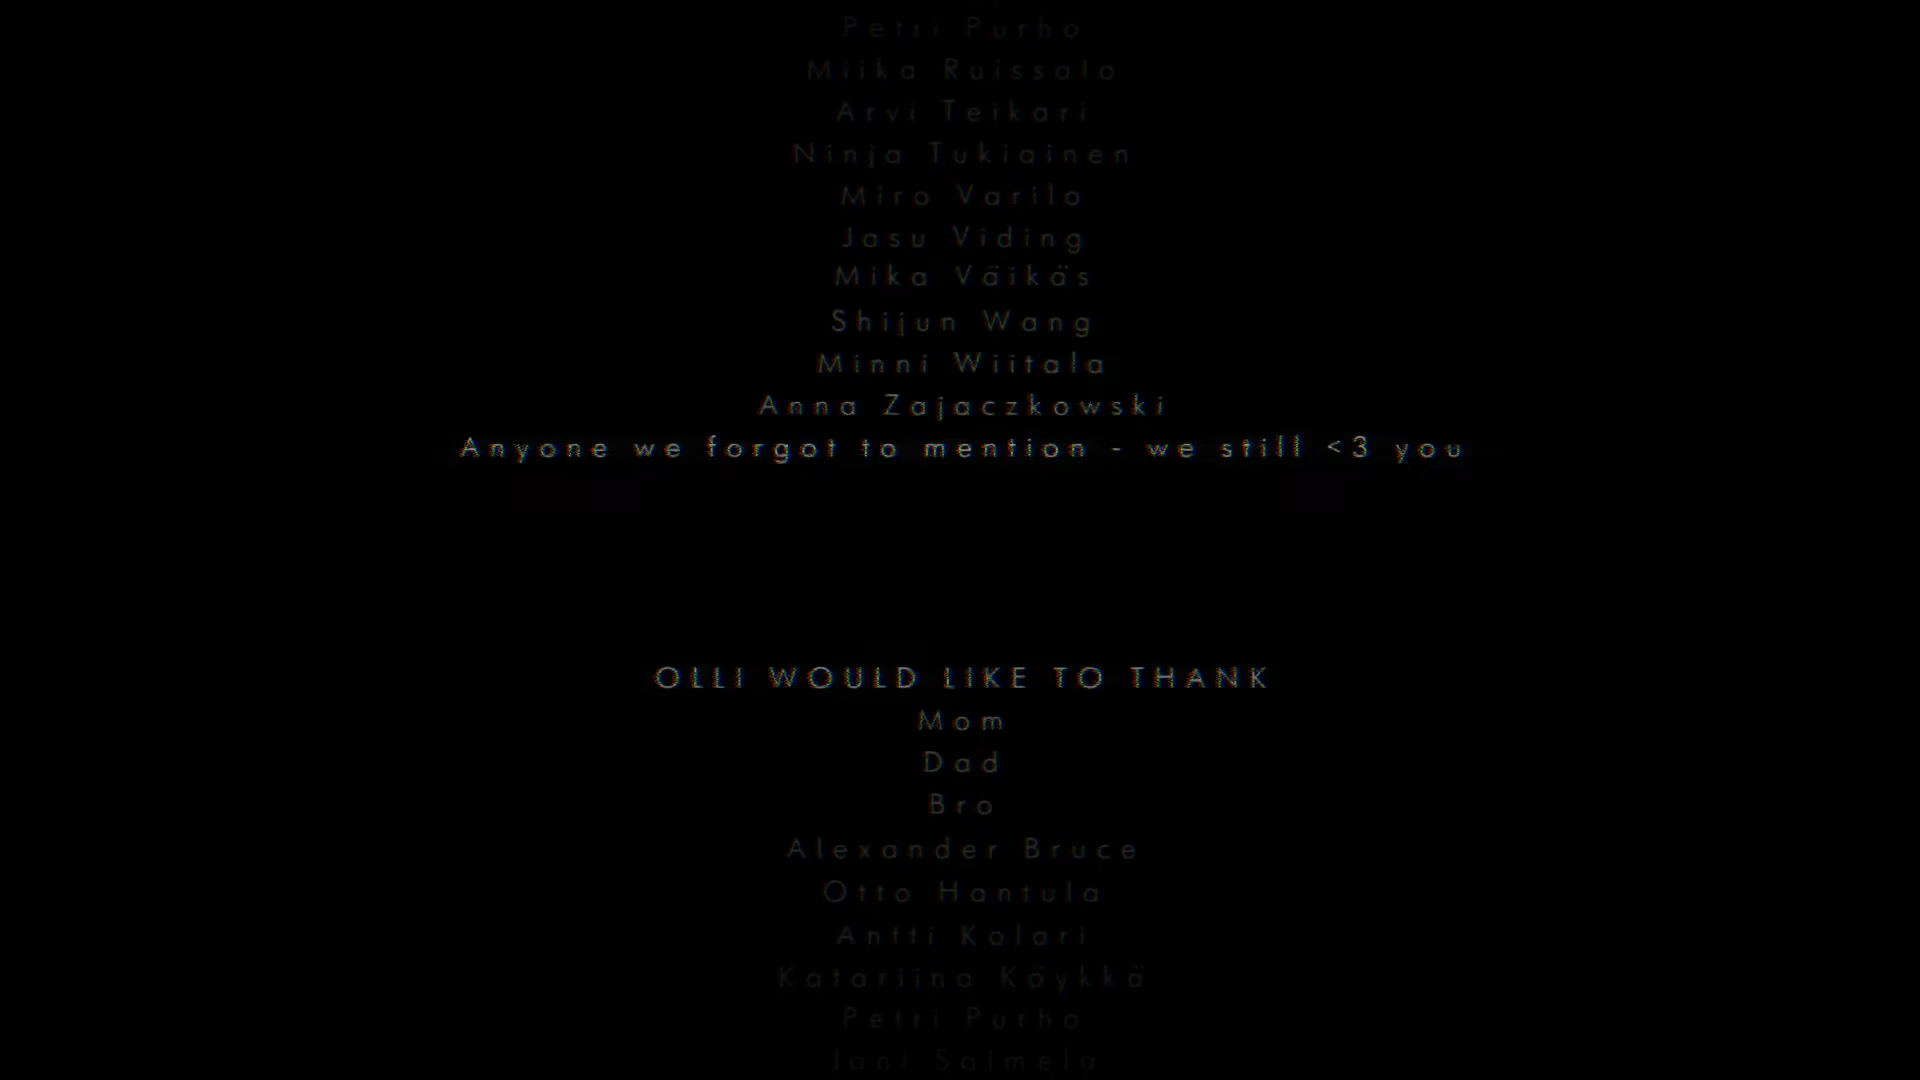 Petri Purho
Miika Ruissalo
Arvi Teikari
Ninja Tukiainen
Miro Varilo
Jasu Viding
Mika Väikäs
Shijun Wang
Minni Wiitala
Anna Zajaczkowski
Anyone we forgot to mention - we still <3 you
OLLI WOULD LIKE TO THANK
Mom
Dad
Bro
Alexander Bruce
Otto Hantula
Antti Kolari
Katariina Köykkä
Petri Purho
Jani Salmela